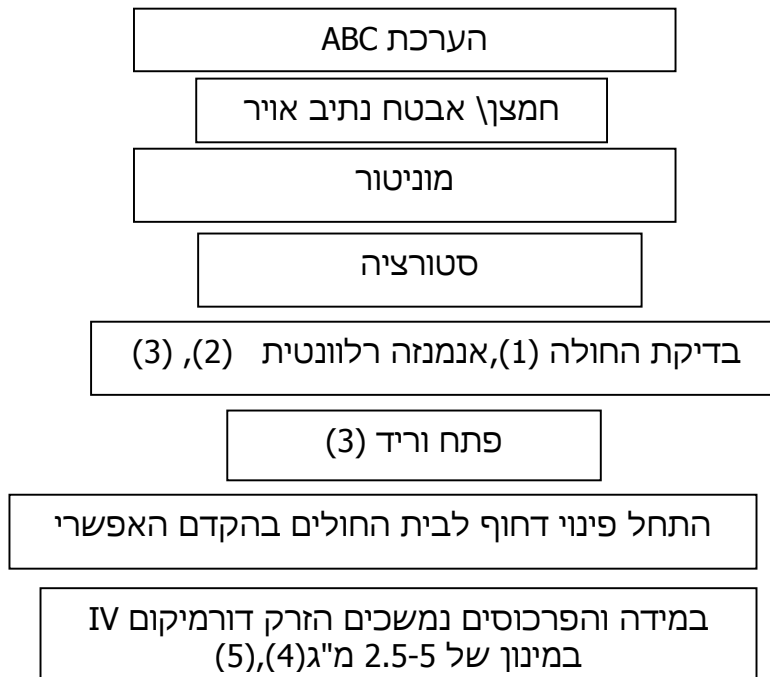 הערכת ABC
חמצן\ אבטח נתיב אויר
מוניטור
סטורציה
בדיקת החולה (1),אנמנזה רלוונטית (2), (3)
פתח וריד (3)
התחל פינוי דחוף לבית החולים בהקדם האפשרי
במידה והפרכוסים נמשכים הזרק דורמיקום IV
במינון של 2.5-5 מ"ג(4),(5)